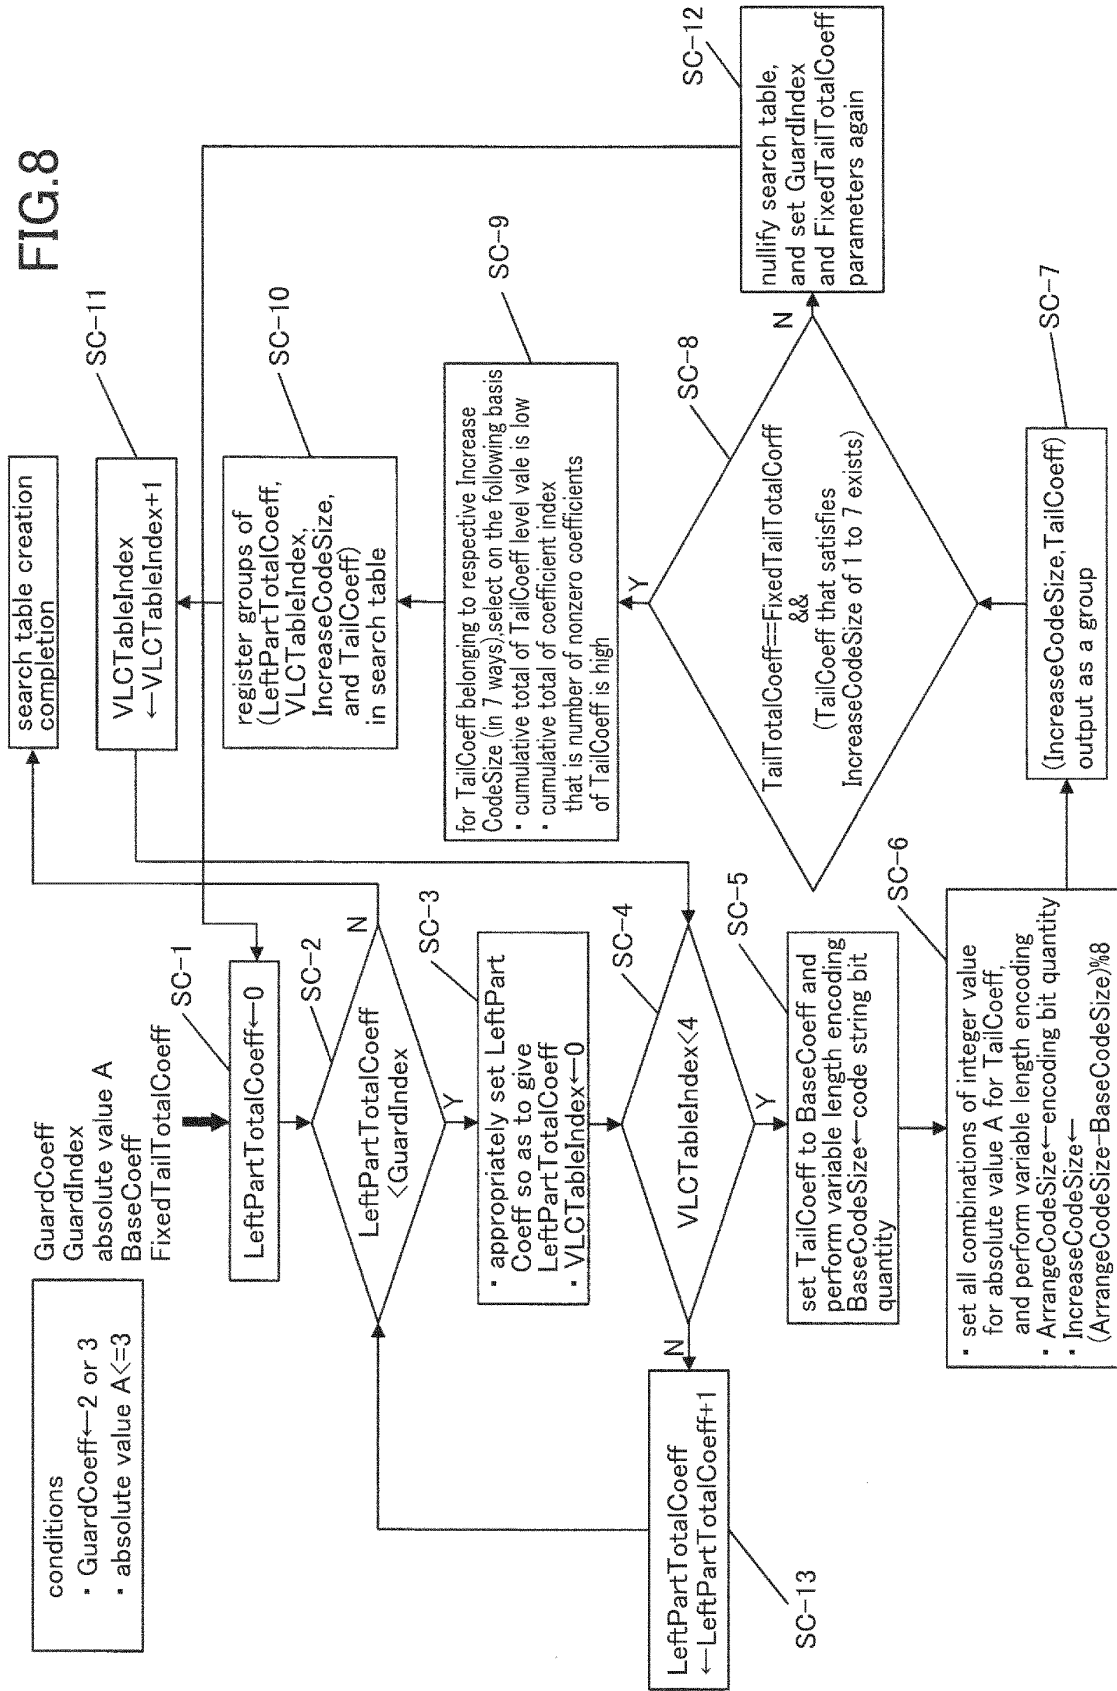 FIG.8
conditions
・GuardCoeff←2 or 3
・absolute value A<=3
GuardCoeff
GuardIndex
absolute value A
BaseCoeff
FixedTailTotalCoeff
SC-1
LeftPartTotalCoeff←0
SC-2
LeftPartTotalCoeff
<GuardIndex
N
Y
SC-3
・appropriately set LeftPart
Coeff so as to give
LeftPartTotalCoeff
・VLCTableIndex←0
SC-4
VLCTableIndex<4
N
Y
SC-5
set TailCoeff to BaseCoeff and
perform variable length encoding
BaseCodeSize←code string bit
quantity
SC-6
・set all combinations of integer value
for absolute value A for TailCoeff,
and perform variable length encoding
・ArrangeCodeSize←encoding bit quantity
・IncreaseCodeSize←
(ArrangeCodeSize-BaseCodeSize)%8
SC-7
(IncreaseCodeSize,TailCoeff)
output as a group
SC-8
TailTotalCoeff==FixedTailTotalCorff
&&
(TailCoeff that satisfies
IncreaseCodeSize of 1 to 7 exists)
N
Y
SC-9
for TailCoeff belonging to respective Increase
CodeSize (in 7 ways),select on the following basis
・cumulative total of TailCoeff level vale is low
・cumulative total of coefficient index
that is number of nonzero coefficients
of TailCoeff is high
SC-10
register groups of
(LeftPartTotalCoeff,
VLCTableIndex,
IncreaseCodeSize,
and TailCoeff)
in search table
SC-11
VLCTableIndex
←VLCTableIndex+1
search table creation
completion
SC-12
nullify search table,
and set GuardIndex
and FixedTailTotalCoeff
parameters again
LeftPartTotalCoeff
←LeftPartTotalCoeff+1
SC-13